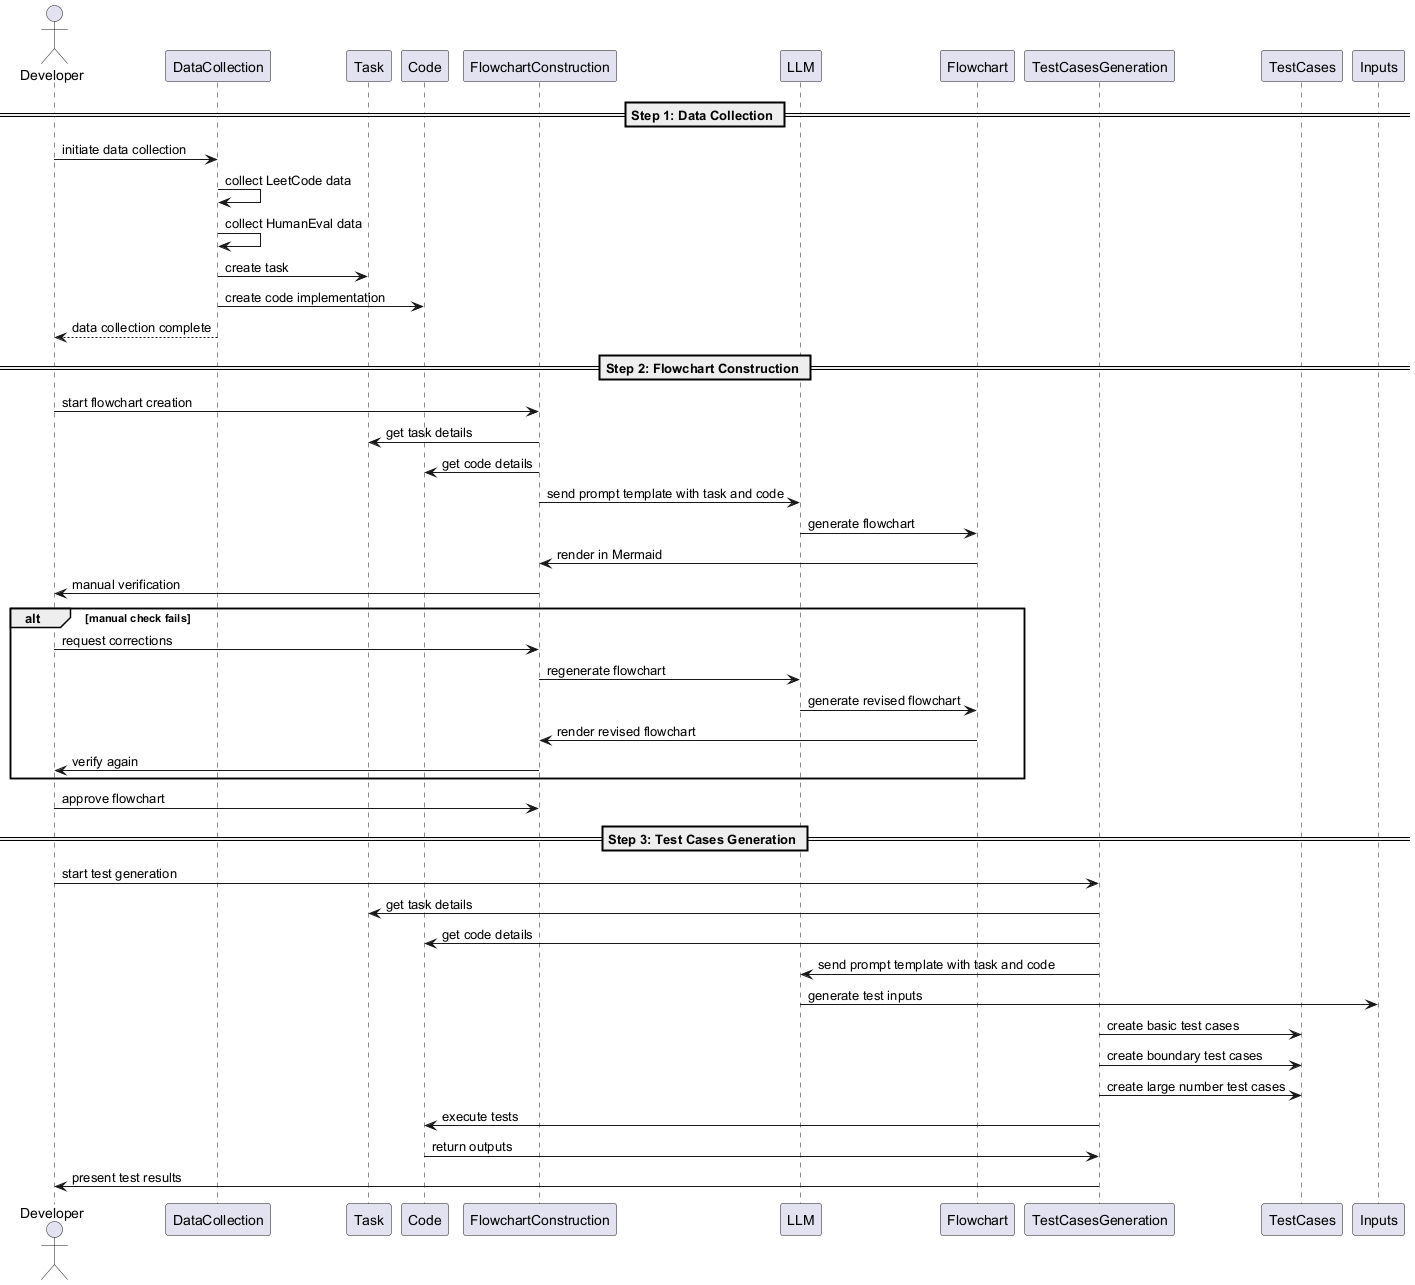 Developer
DataCollection
Task
Code
FlowchartConstruction
LLM
Flowchart
TestCasesGeneration
TestCases
Inputs
Step 1: Data Collection
initiate data collection
collect LeetCode data
collect HumanEval data
create task
create code implementation
data collection complete
Step 2: Flowchart Construction
start flowchart creation
get task details
get code details
send prompt template with task and code
generate flowchart
render in Mermaid
manual verification
alt
[manual check fails]
request corrections
regenerate flowchart
generate revised flowchart
render revised flowchart
verify again
approve flowchart
Step 3: Test Cases Generation
start test generation
get task details
get code details
send prompt template with task and code
generate test inputs
create basic test cases
create boundary test cases
create large number test cases
execute tests
return outputs
present test results
Developer
DataCollection
Task
Code
FlowchartConstruction
LLM
Flowchart
TestCasesGeneration
TestCases
Inputs